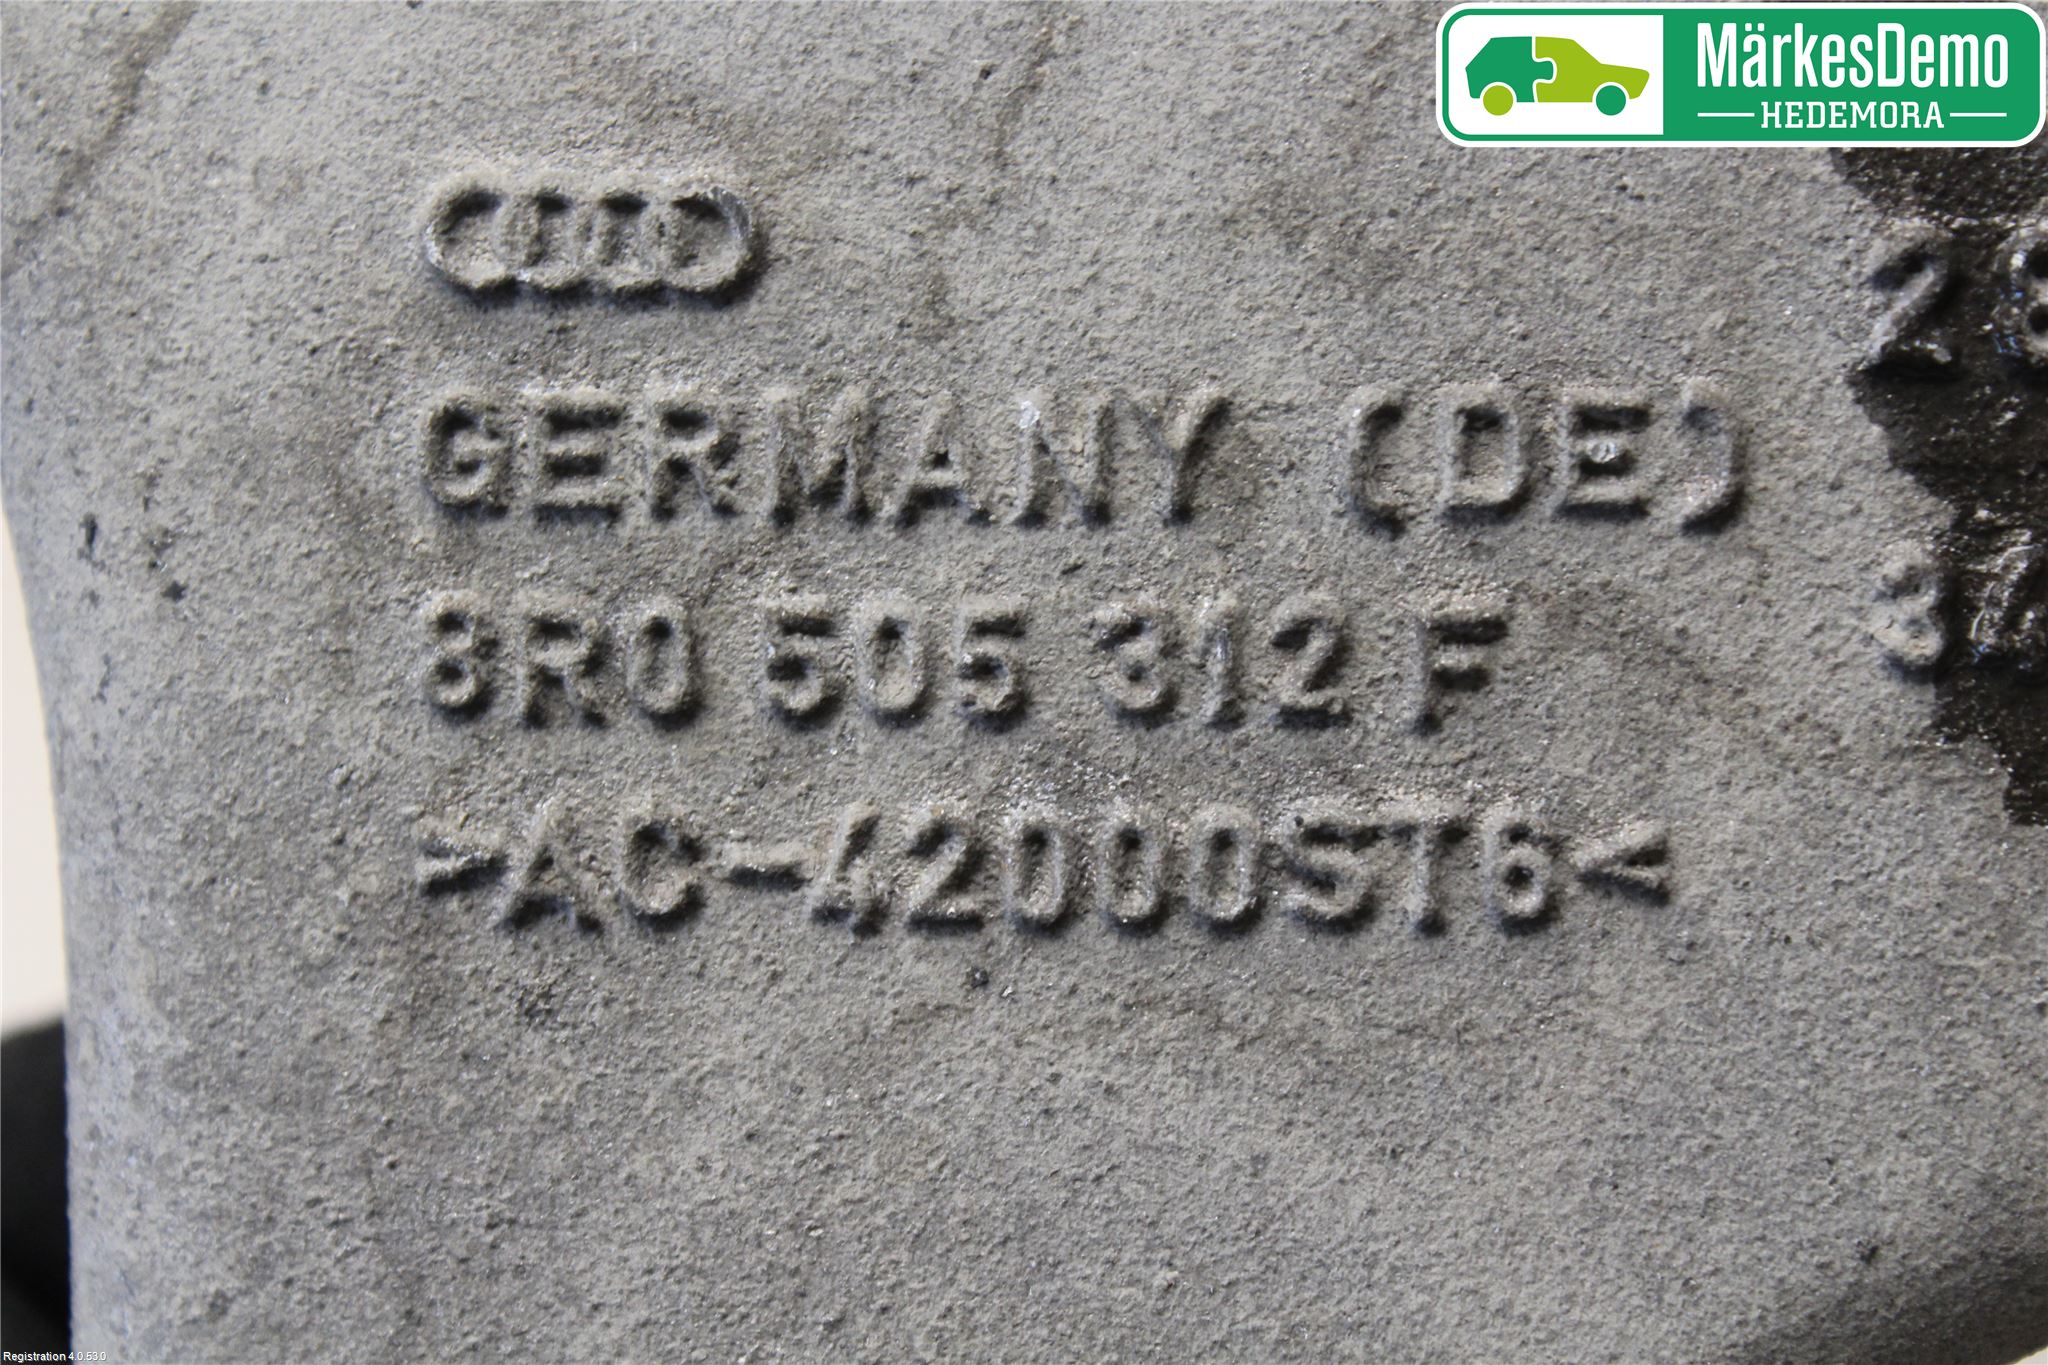 MärkesDemo
HEDEMORA
GERMANY (DE)
8R0 505 312 F
>AC-42000ST6<
Registration 4.0.53.0